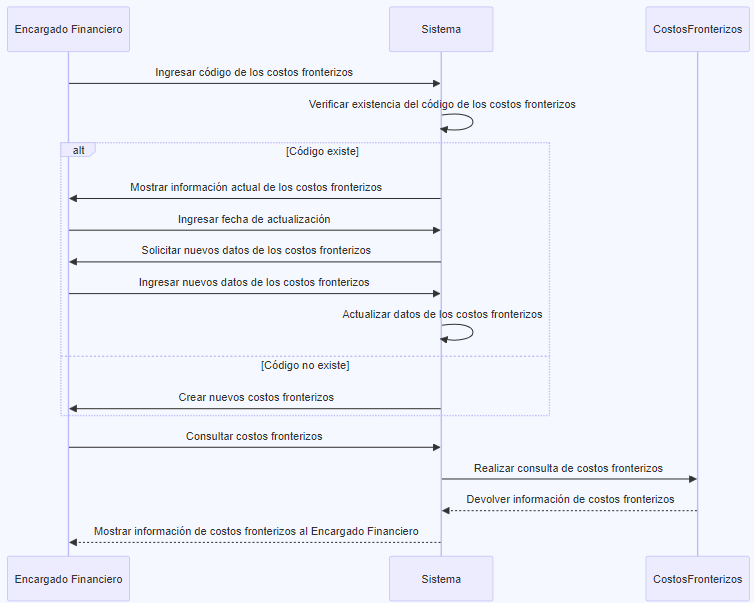 Encargado Financiero
Sistema
CostosFronterizos
Ingresar código de los costos fronterizos
Verificar existencia del código de los costos fronterizos
alt
[Código existe]
Mostrar información actual de los costos fronterizos
Ingresar fecha de actualización
Solicitar nuevos datos de los costos fronterizos
Ingresar nuevos datos de los costos fronterizos
Actualizar datos de los costos fronterizos
[Código no existe]
Crear nuevos costos fronterizos
Consultar costos fronterizos
Realizar consulta de costos fronterizos
Devolver información de costos fronterizos
Mostrar información de costos fronterizos al Encargado Financiero
Encargado Financiero
Sistema
CostosFronterizos